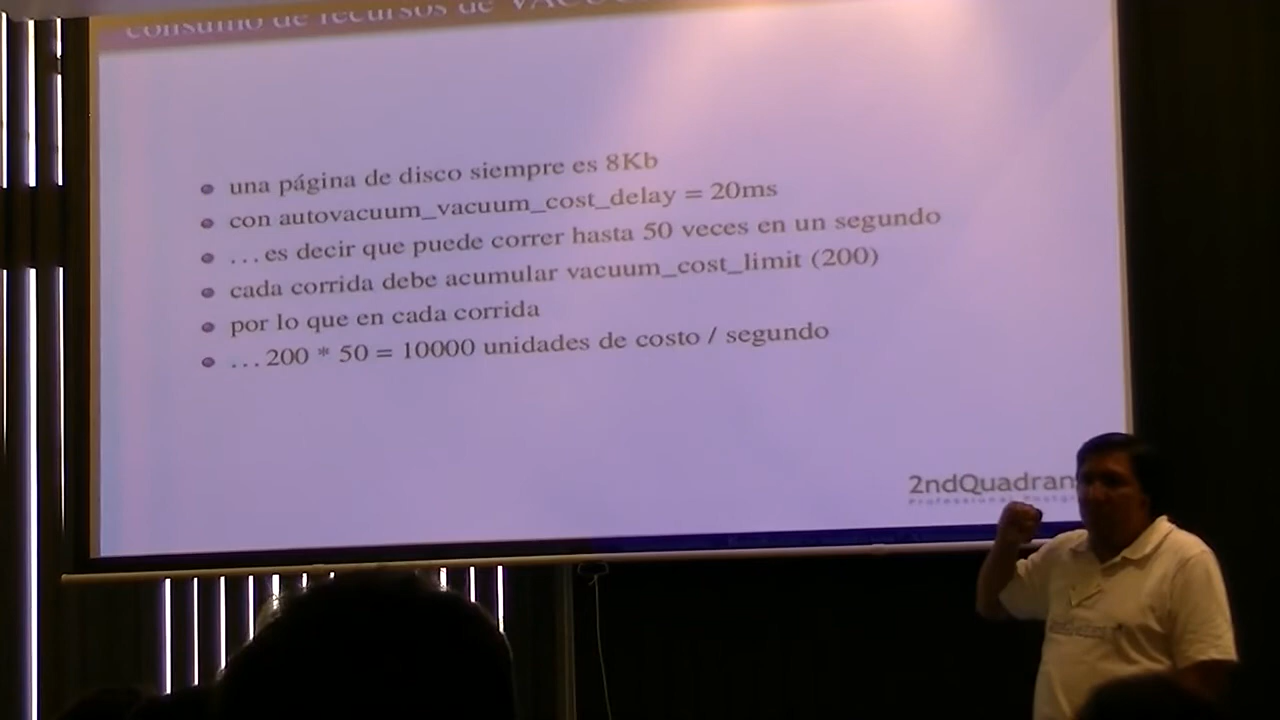 consumo de recursos de
una página de disco siempre es 8Kb
con autovacuum_vacuum_cost_delay = 20ms
...es decir que puede correr hasta 50 veces en un segundo
cada corrida debe acumular vacuum_cost_limit (200)
por lo que en cada corrida
...200 * 50 = 10000 unidades de costo / segundo
2ndQuadran
Professional